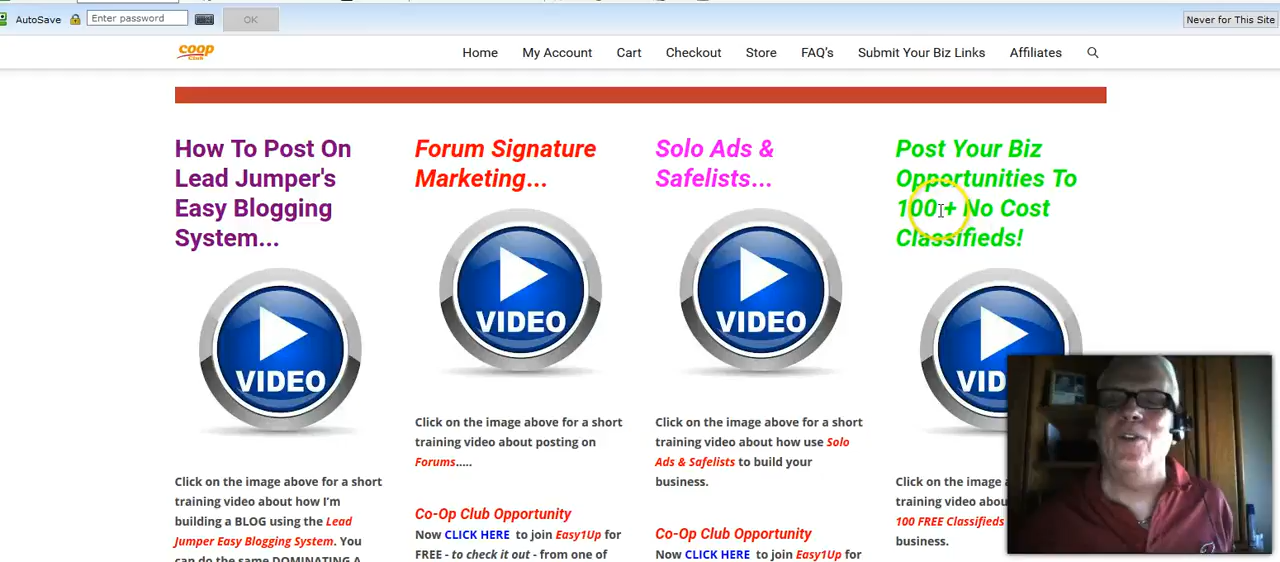 AutoSave Enter password OK Never for This Site
coop
Club
Home My Account Cart Checkout Store FAQ's Submit Your Biz Links Affiliates
How To Post On
Lead Jumper's
Easy Blogging
System...
VIDEO
Click on the image above for a short
training video about how I'm
building a BLOG using the Lead
Jumper Easy Blogging System. You
can do the same DOMINATING A
Forum Signature
Marketing...
VIDEO
Click on the image above for a short
training video about posting on
Forums.....
Co-Op Club Opportunity
Now CLICK HERE to join Easy1Up for
FREE - to check it out - from one of
Solo Ads &
Safelists...
VIDEO
Click on the image above for a short
training video about how use Solo
Ads & Safelists to build your
business.
Co-Op Club Opportunity
Now CLICK HERE to join Easy1Up for
Post Your Biz
Opportunities To
100+ No Cost
Classifieds!
VIDEO
Click on the image a
training video abou
100 FREE Classifieds
business.